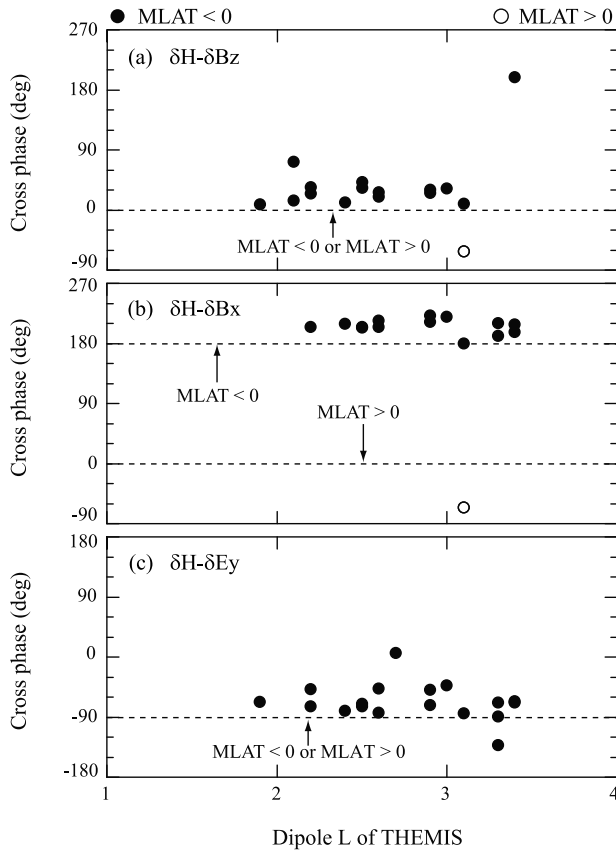 ● MLAT < 0 ○ MLAT > 0
270
(a) δH-δBz
180
Cross phase (deg)
90
0
MLAT < 0 or MLAT > 0
-90
270
(b) δH-δBx
180
Cross phase (deg)
MLAT < 0
90
MLAT > 0
0
-90
180
(c) δH-δEy
90
Cross phase (deg)
0
-90
MLAT < 0 or MLAT > 0
-180
1 2 3 4
Dipole L of THEMIS